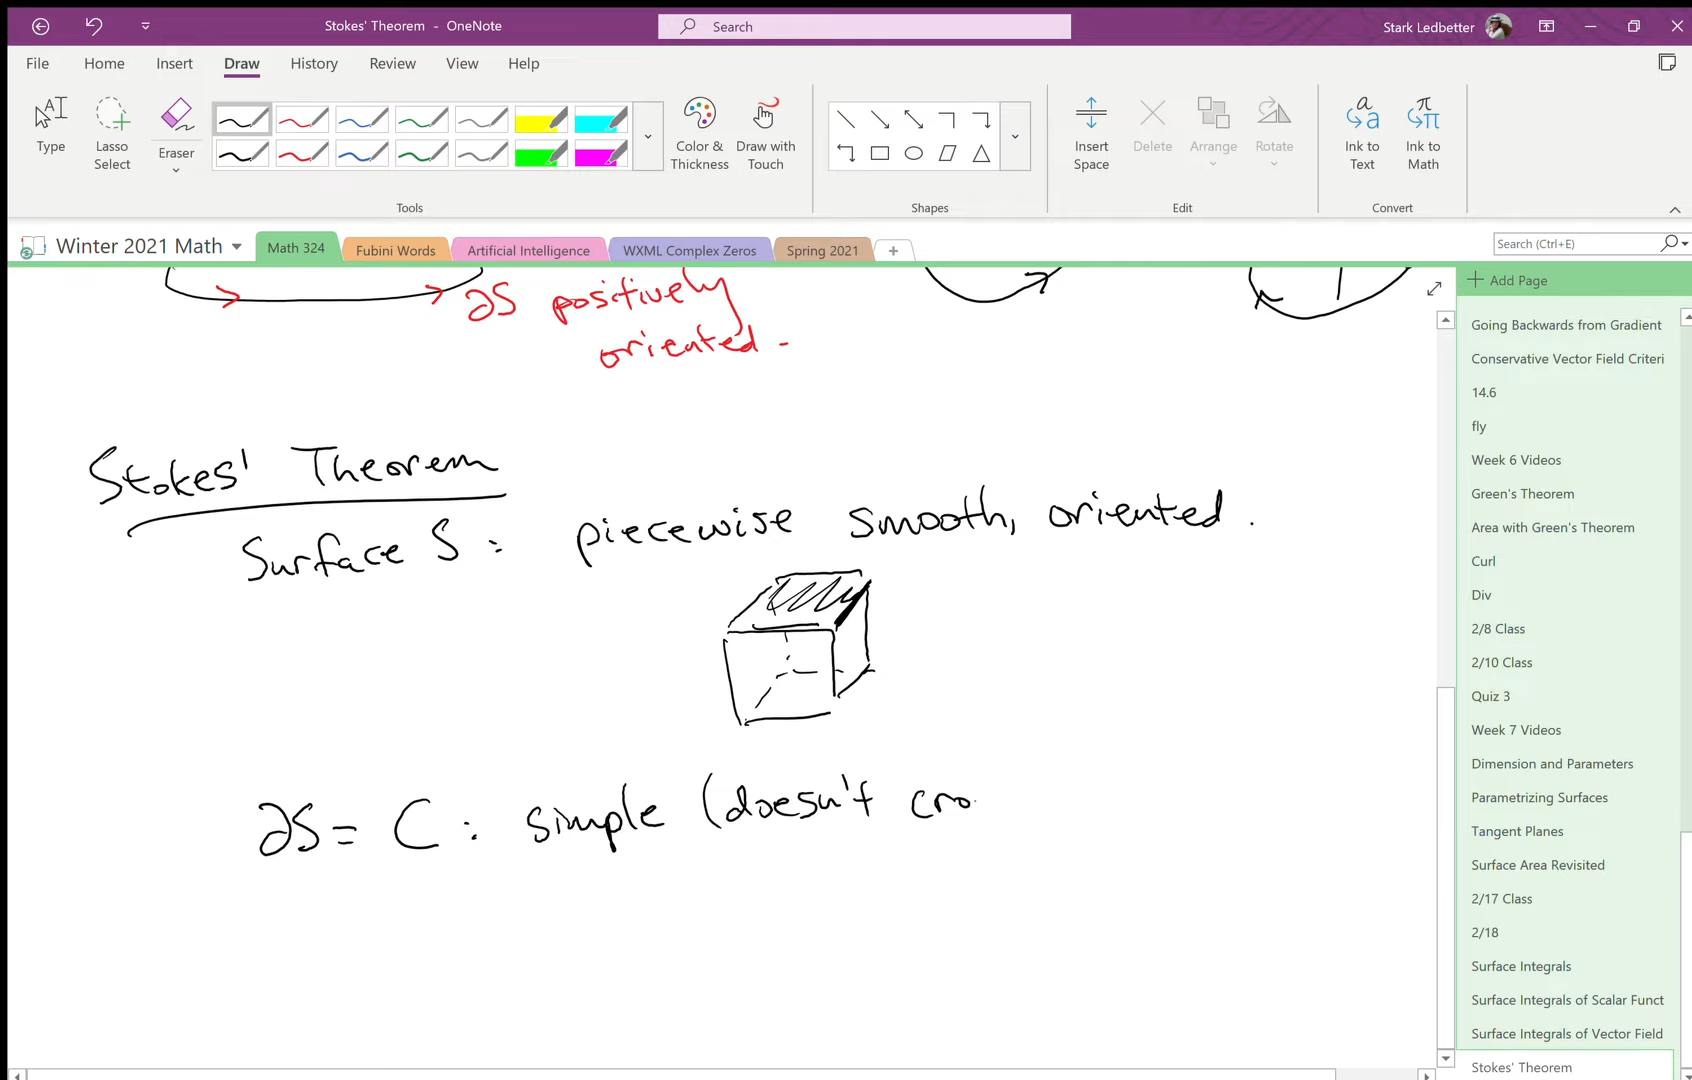 Stokes' Theorem - OneNote
Search
Stark Ledbetter
File Home Insert Draw History Review View Help
Type
Lasso Select
Eraser
Color & Thickness
Draw with Touch
Insert Space
Delete
Arrange
Rotate
Ink to Text
Ink to Math
Tools
Shapes
Edit
Convert
Winter 2021 Math
Math 324
Fubini Words
Artificial Intelligence
WXML Complex Zeros
Spring 2021
Search (Ctrl+E)
∂S positively
oriented.
Stokes' Theorem
Surface S: piecewise smooth, oriented.
∂S = C: simple (doesn't cro
Add Page
Going Backwards from Gradient
Conservative Vector Field Criteri
14.6
fly
Week 6 Videos
Green's Theorem
Area with Green's Theorem
Curl
Div
2/8 Class
2/10 Class
Quiz 3
Week 7 Videos
Dimension and Parameters
Parametrizing Surfaces
Tangent Planes
Surface Area Revisited
2/17 Class
2/18
Surface Integrals
Surface Integrals of Scalar Funct
Surface Integrals of Vector Field
Stokes' Theorem